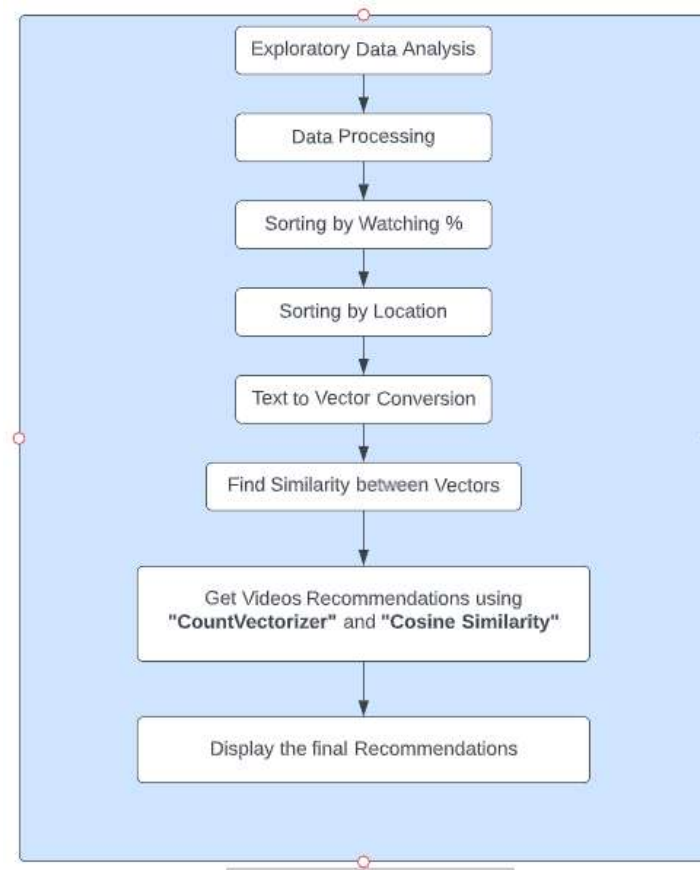 Exploratory Data Analysis
Data Processing
Sorting by Watching %
Sorting by Location
Text to Vector Conversion
Find Similarity between Vectors
Get Videos Recommendations using
"CountVectorizer" and "Cosine Similarity"
Display the final Recommendations